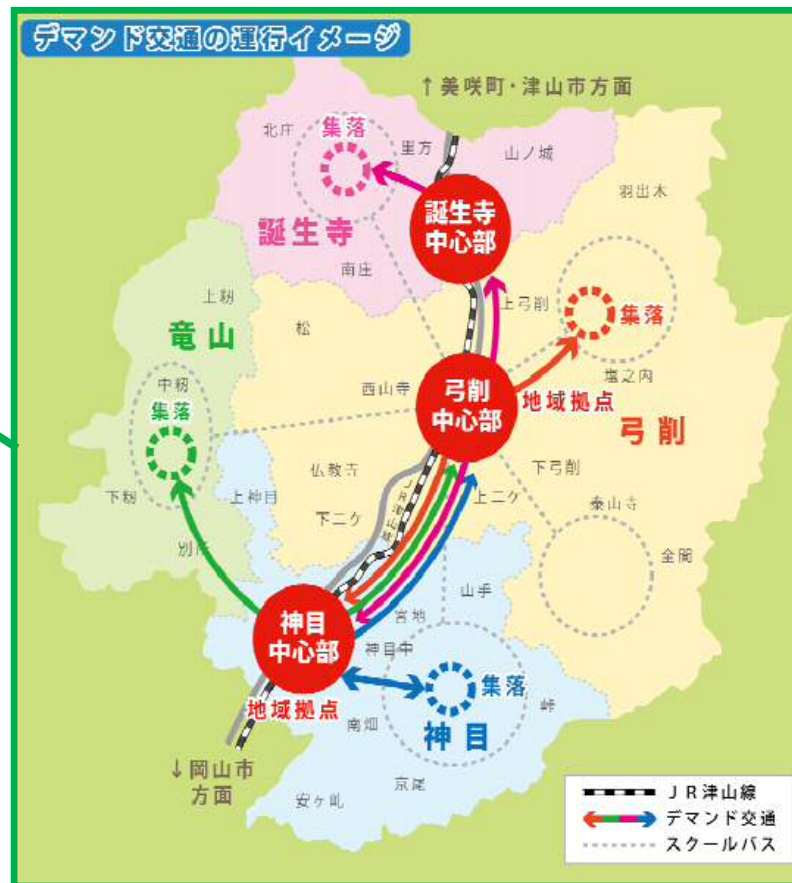 デマンド交通の運行イメージ
↑美咲町・津山市方面
北庄
集落
里方
山ノ城
羽出木
誕生寺
中心部
誕生寺
南庄
上籾
上弓削
集落
竜山
松
塩之内
中籾
西山寺
弓削
中心部
地域拠点
弓削
集落
仏教寺
下弓削
下籾
上神目
下二ケ
JR津山線
上二ケ
泰山寺
全間
別所
山手
神目
中心部
宮地
神目中
集落
地域拠点
南畑
神目
峠
↓岡山市
方面
京尾
安ケ乢
JR津山線
デマンド交通
スクールバス